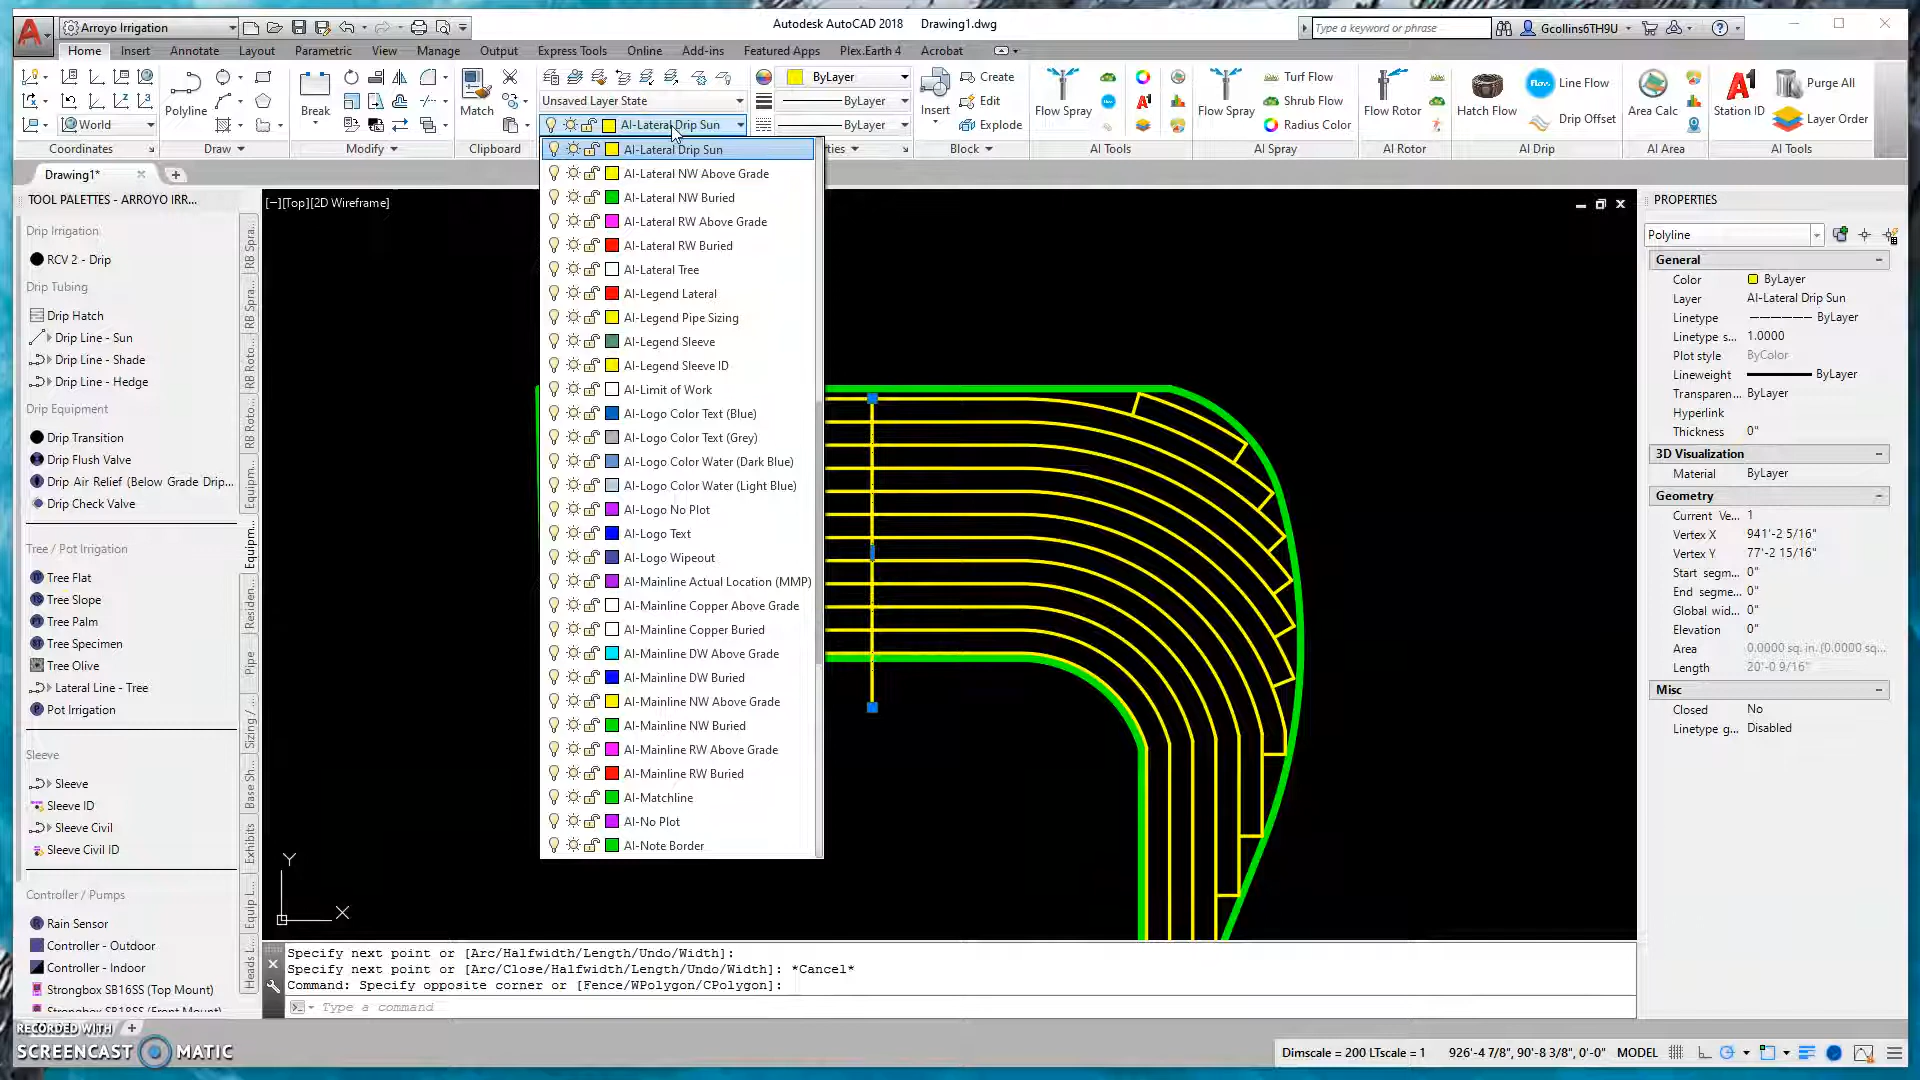 Arroyo Irrigation
Autodesk AutoCAD 2018 Drawing1.dwg
Type a keyword or phrase
Gcollins6TH9U
Home Insert Annotate Layout Parametric View Manage Output Express Tools Online Add-ins Featured Apps Plex.Earth 4 Acrobat
World
Coordinates
Polyline
Draw
Break
Modify
Match
Clipboard
Unsaved Layer State
AI-Lateral Drip Sun
ByLayer
ByLayer
ByLayer
Insert
Create
Edit
Explode
Block
Flow Spray
AI Tools
Flow Spray
Turf Flow
Shrub Flow
Radius Color
AI Spray
Flow Rotor
AI Rotor
Hatch Flow
Line Flow
Drip Offset
AI Drip
Area Calc
AI Area
Station ID
Purge All
Layer Order
AI Tools
Drawing1*
TOOL PALETTES - ARROYO IRR...
Drip Irrigation
RCV 2 - Drip
Drip Tubing
Drip Hatch
Drip Line - Sun
Drip Line - Shade
Drip Line - Hedge
Drip Equipment
Drip Transition
Drip Flush Valve
Drip Air Relief (Below Grade Drip...
Drip Check Valve
Tree / Pot Irrigation
Tree Flat
Tree Slope
Tree Palm
Tree Specimen
Tree Olive
Lateral Line - Tree
Pot Irrigation
Sleeve
Sleeve
Sleeve ID
Sleeve Civil
Sleeve Civil ID
Controller / Pumps
Rain Sensor
Controller - Outdoor
Controller - Indoor
Strongbox SB16SS (Top Mount)
Strongbox SB18SS (Front Mount)
RB Spra...
RB Spra...
RB Roto...
RB Roto...
Equipm...
Equipm...
Residen...
Pipe
Sizing / ...
Base Sh...
Exhibits
Equip L...
Heads L...
[−][Top][2D Wireframe]
AI-Lateral Drip Sun
AI-Lateral NW Above Grade
AI-Lateral NW Buried
AI-Lateral RW Above Grade
AI-Lateral RW Buried
AI-Lateral Tree
AI-Legend Lateral
AI-Legend Pipe Sizing
AI-Legend Sleeve
AI-Legend Sleeve ID
AI-Limit of Work
AI-Logo Color Text (Blue)
AI-Logo Color Text (Grey)
AI-Logo Color Water (Dark Blue)
AI-Logo Color Water (Light Blue)
AI-Logo No Plot
AI-Logo Text
AI-Logo Wipeout
AI-Mainline Actual Location (MMP)
AI-Mainline Copper Above Grade
AI-Mainline Copper Buried
AI-Mainline DW Above Grade
AI-Mainline DW Buried
AI-Mainline NW Above Grade
AI-Mainline NW Buried
AI-Mainline RW Above Grade
AI-Mainline RW Buried
AI-Matchline
AI-No Plot
AI-Note Border
Y
X
PROPERTIES
Polyline
General
Color ByLayer
Layer AI-Lateral Drip Sun
Linetype ByLayer
Linetype s... 1.0000
Plot style ByColor
Lineweight ByLayer
Transparen... ByLayer
Hyperlink
Thickness 0"
3D Visualization
Material ByLayer
Geometry
Current Ve... 1
Vertex X 941'-2 5/16"
Vertex Y 77'-2 15/16"
Start segm... 0"
End segme... 0"
Global wid... 0"
Elevation 0"
Area 0.0000 sq. in. (0.0000 sq...
Length 20'-0 9/16"
Misc
Closed No
Linetype g... Disabled
Specify next point or [Arc/Halfwidth/Length/Undo/Width]:
Specify next point or [Arc/Close/Halfwidth/Length/Undo/Width]: *Cancel*
Command: Specify opposite corner or [Fence/WPolygon/CPolygon]:
Type a command
RECORDED WITH
SCREENCAST MATIC
Dimscale = 200 LTscale = 1 926'-4 7/8", 90'-8 3/8", 0'-0" MODEL